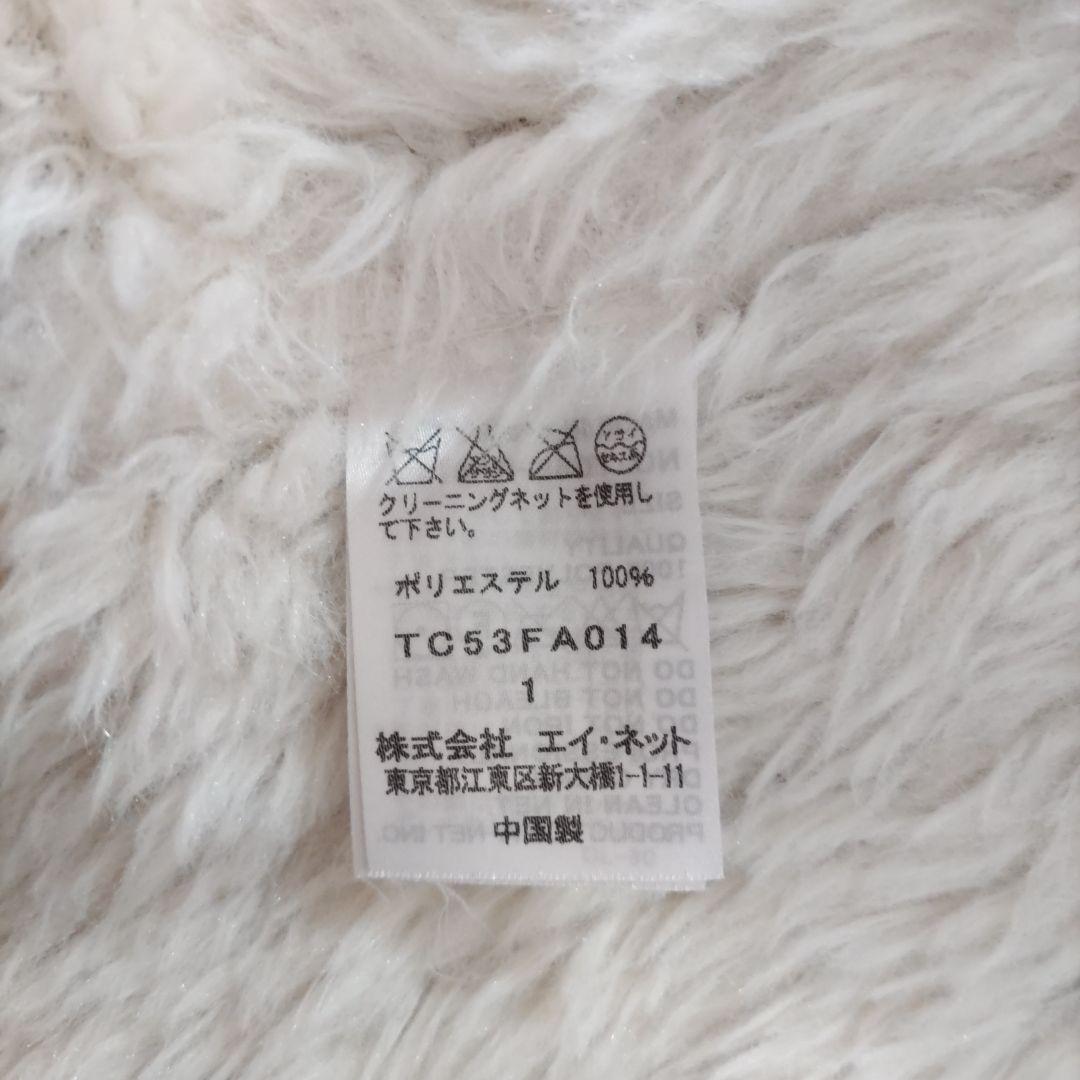 クリーニングネットを使用し
て下さい。
ポリエステル 100%
TC53FA014
1
株式会社 エイ・ネット
東京都江東区新大橋1-1-11
中国製